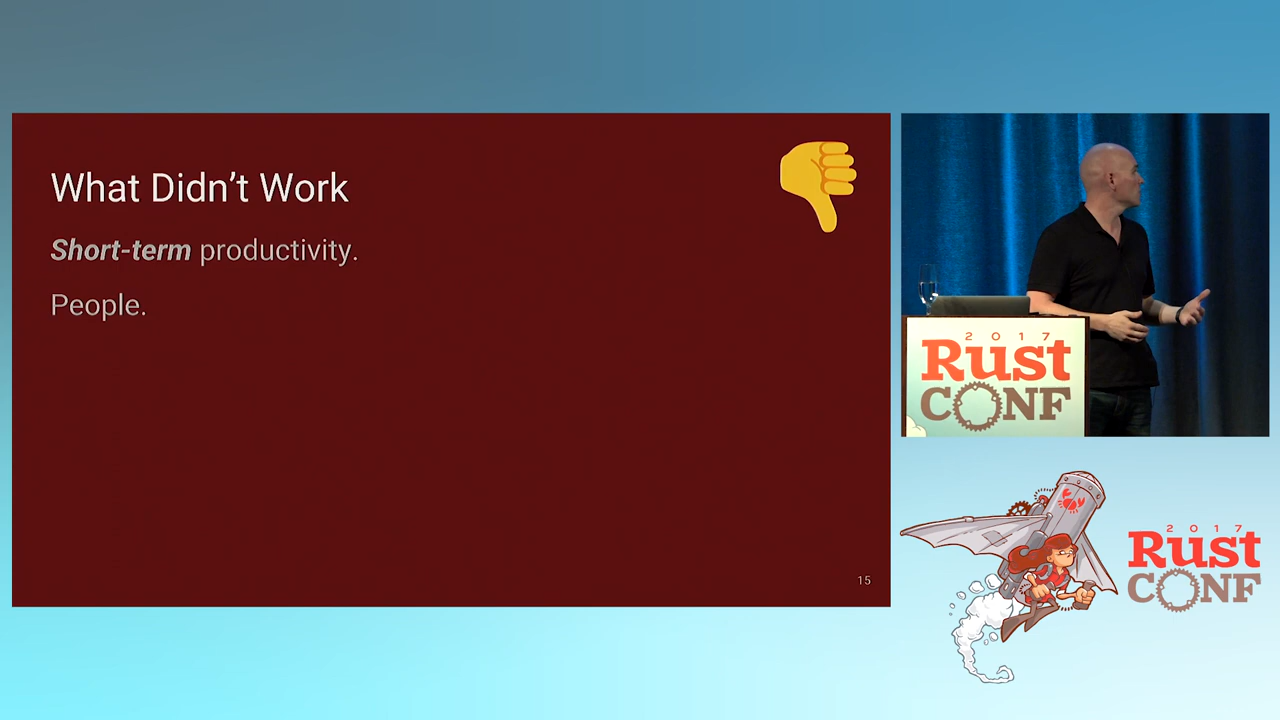 What Didn’t Work
Short-term productivity.
People.
15
2017
Rust
CONF
2017
Rust
CONF